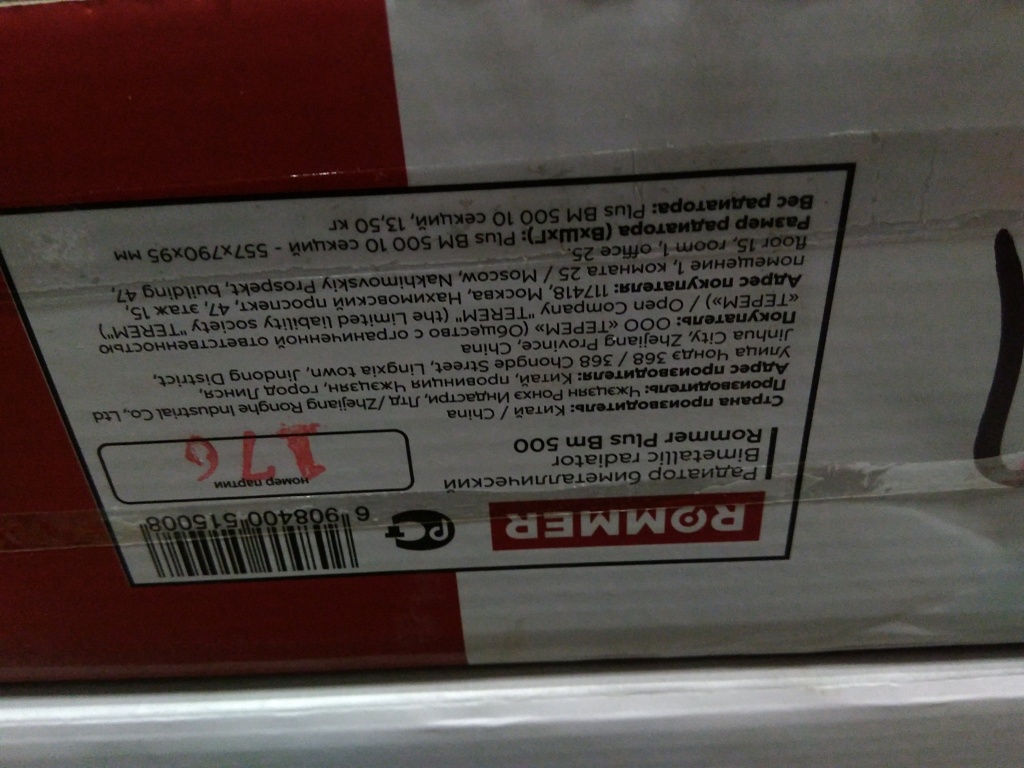 ROMMER
РСТ
6 908400 515008
Радиатор биметаллический
Bimetallic radiator
Rommer Plus Bm 500
номер партии
176
Страна производитель: Китай / China
Производитель: Чжэцзян Ронхэ Индастри, Лтд /Zhejiang Ronghe Industrial Co., Ltd
Адрес производителя: Китай, провинция Чжэцзян, город Линся,
Улица Чондэ 368 / 368 Chongde Street, Lingxia town, Jindong District,
Jinhua City, Zhejiang Province, China
Покупатель: ООО «ТЕРЕМ» (Общество с ограниченной ответственностью
«ТЕРЕМ») / Open Company "TEREM" (the Limited liability society "TEREM")
Адрес покупателя: 117418, Москва, Нахимовский проспект, 47, этаж 15,
помещение 1, комната 25 / Moscow, Nakhimovsky Prospekt, building 47,
floor 15, room 1, office 25.
Размер радиатора (ВхШхГ): Plus BM 500 10 секций - 557x790x95 мм
Вес радиатора: Plus BM 500 10 секций, 13,50 кг